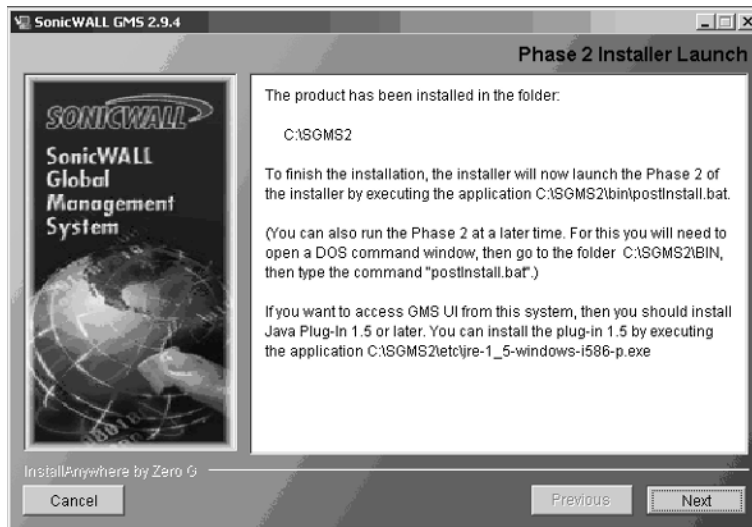 SonicWALL GMS 2.9.4
Phase 2 Installer Launch
SONICWALL
SonicWALL
Global
Management
System
The product has been installed in the folder:
C:\SGMS2
To finish the installation, the installer will now launch the Phase 2 of
the installer by executing the application C:\SGMS2\bin\postInstall.bat.
(You can also run the Phase 2 at a later time. For this you will need to
open a DOS command window, then go to the folder C:\SGMS2\BIN,
then type the command "postInstall.bat".)
If you want to access GMS UI from this system, then you should install
Java Plug-In 1.5 or later. You can install the plug-in 1.5 by executing
the application C:\SGMS2\etc\jre-1_5-windows-i586-p.exe
InstallAnywhere by Zero G
Cancel
Previous
Next